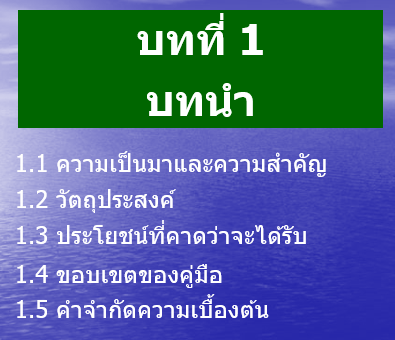 บทที่ 1
บทนำ
1.1 ความเป็นมาและความสำคัญ
1.2 วัตถุประสงค์
1.3 ประโยชน์ที่คาดว่าจะได้รับ
1.4 ขอบเขตของคู่มือ
1.5 คำจำกัดความเบื้องต้น